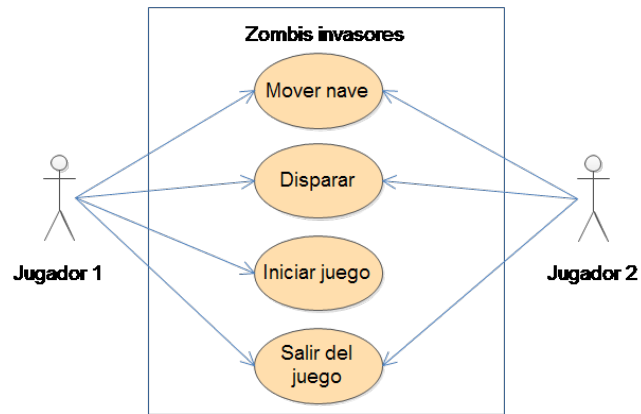 Zombis invasores
Mover nave
Disparar
Iniciar juego
Jugador 1
Jugador 2
Salir del
juego